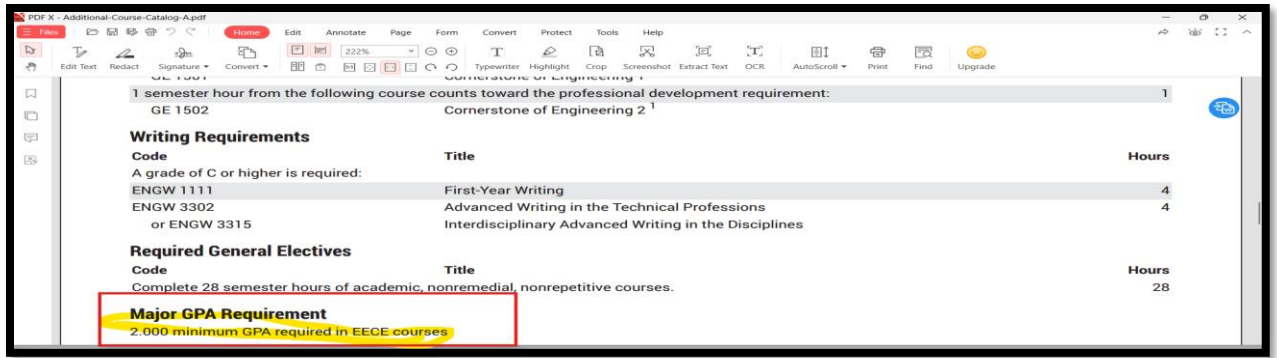 PDF X - Additional-Course-Catalog-A.pdf
Files Home Edit Annotate Page Form Convert Protect Tools Help
222%
Edit Text Redact Signature Convert Typewriter Highlight Crop Screenshot Extract Text OCR AutoScroll Print Find Upgrade
1 semester hour from the following course counts toward the professional development requirement: 1
GE 1502 Cornerstone of Engineering 2 1
Writing Requirements
Code Title Hours
A grade of C or higher is required:
ENGW 1111 First-Year Writing 4
ENGW 3302 Advanced Writing in the Technical Professions 4
or ENGW 3315 Interdisciplinary Advanced Writing in the Disciplines
Required General Electives
Code Title Hours
Complete 28 semester hours of academic, nonremedial, nonrepetitive courses. 28
Major GPA Requirement
2.000 minimum GPA required in EECE courses